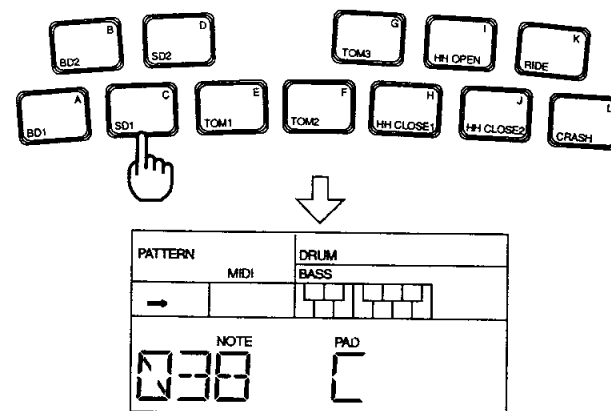 B D G I K
BD2 SD2 TOM3 HH OPEN RIDE
A C E F H J L
BD1 SD1 TOM1 TOM2 HH CLOSE1 HH CLOSE2 CRASH
PATTERN DRUM
MIDI BASS
NOTE PAD
N38 C